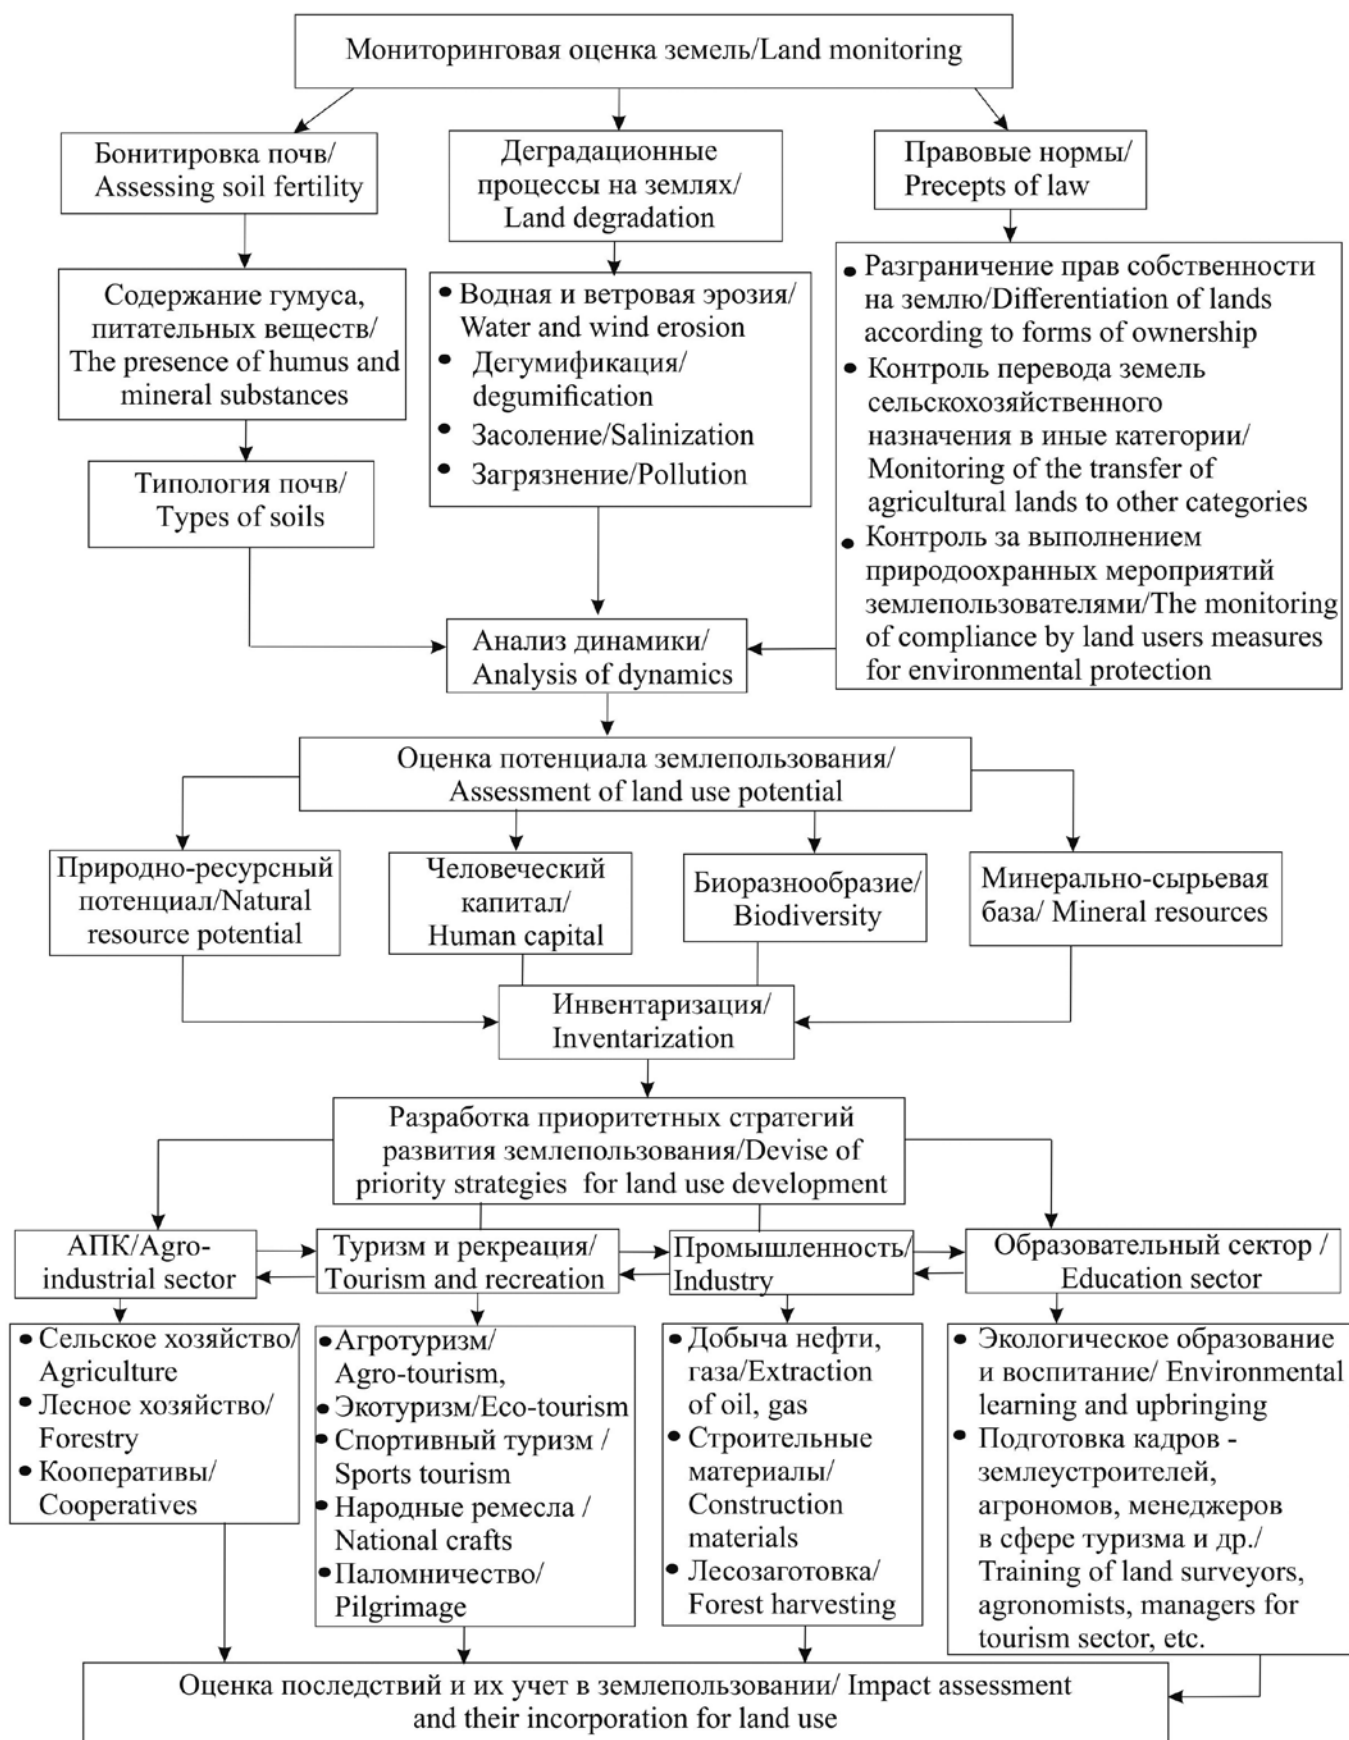 Мониторинговая оценка земель/Land monitoring
Бонитировка почв/
Assessing soil fertility
Деградационные
процессы на землях/
Land degradation
Правовые нормы/
Precepts of law
Содержание гумуса,
питательных веществ/
The presence of humus and
mineral substances
• Водная и ветровая эрозия/
Water and wind erosion
• Дегумификация/
degumification
• Засоление/Salinization
• Загрязнение/Pollution
• Разграничение прав собственности
на землю/Differentiation of lands
according to forms of ownership
• Контроль перевода земель
сельскохозяйственного
назначения в иные категории/
Monitoring of the transfer of
agricultural lands to other categories
• Контроль за выполнением
природоохранных мероприятий
землепользователями/The monitoring
of compliance by land users measures
for environmental protection
Типология почв/
Types of soils
Анализ динамики/
Analysis of dynamics
Оценка потенциала землепользования/
Assessment of land use potential
Природно-ресурсный
потенциал/Natural
resource potential
Человеческий
капитал/
Human capital
Биоразнообразие/
Biodiversity
Минерально-сырьевая
база/ Mineral resources
Инвентаризация/
Inventarization
Разработка приоритетных стратегий
развития землепользования/Devise of
priority strategies for land use development
АПК/Agro-
industrial sector
Туризм и рекреация/
Tourism and recreation
Промышленность/
Industry
Образовательный сектор /
Education sector
• Сельское хозяйство/
Agriculture
• Лесное хозяйство/
Forestry
• Кооперативы/
Cooperatives
• Агротуризм/
Agro-tourism,
• Экотуризм/Eco-tourism
• Спортивный туризм /
Sports tourism
• Народные ремесла /
National crafts
• Паломничество/
Pilgrimage
• Добыча нефти,
газа/Extraction
of oil, gas
• Строительные
материалы/
Construction
materials
• Лесозаготовка/
Forest harvesting
• Экологическое образование
и воспитание/ Environmental
learning and upbringing
• Подготовка кадров -
землеустроителей,
агрономов, менеджеров
в сфере туризма и др./
Training of land surveyors,
agronomists, managers for
tourism sector, etc.
Оценка последствий и их учет в землепользовании/ Impact assessment
and their incorporation for land use